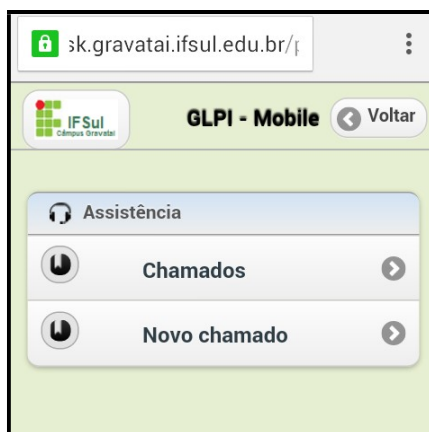 sk.gravatai.ifsul.edu.br/p
IFSul
Câmpus Gravataí
GLPI - Mobile
Voltar
Assistência
Chamados
Novo chamado